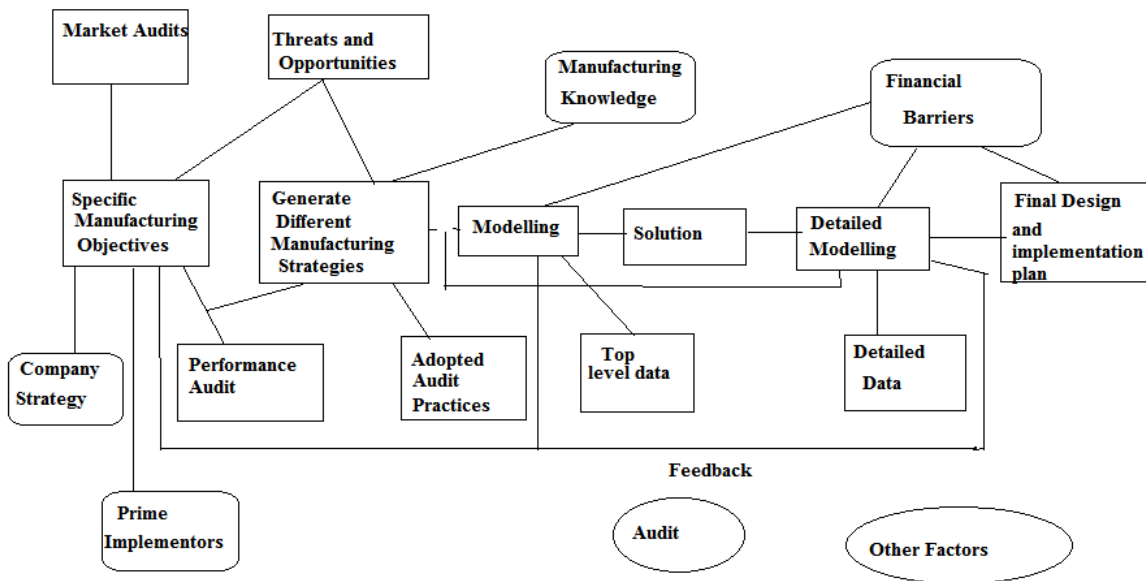 Market Audits
Threats and
Opportunities
Manufacturing
Knowledge
Financial
Barriers
Specific
Manufacturing
Objectives
Generate
Different
Manufacturing
Strategies
Modelling
Solution
Detailed
Modelling
Final Design
and
implementation
plan
Company
Strategy
Performance
Audit
Adopted
Audit
Practices
Top
level data
Detailed
Data
Feedback
Prime
Implementors
Audit
Other Factors